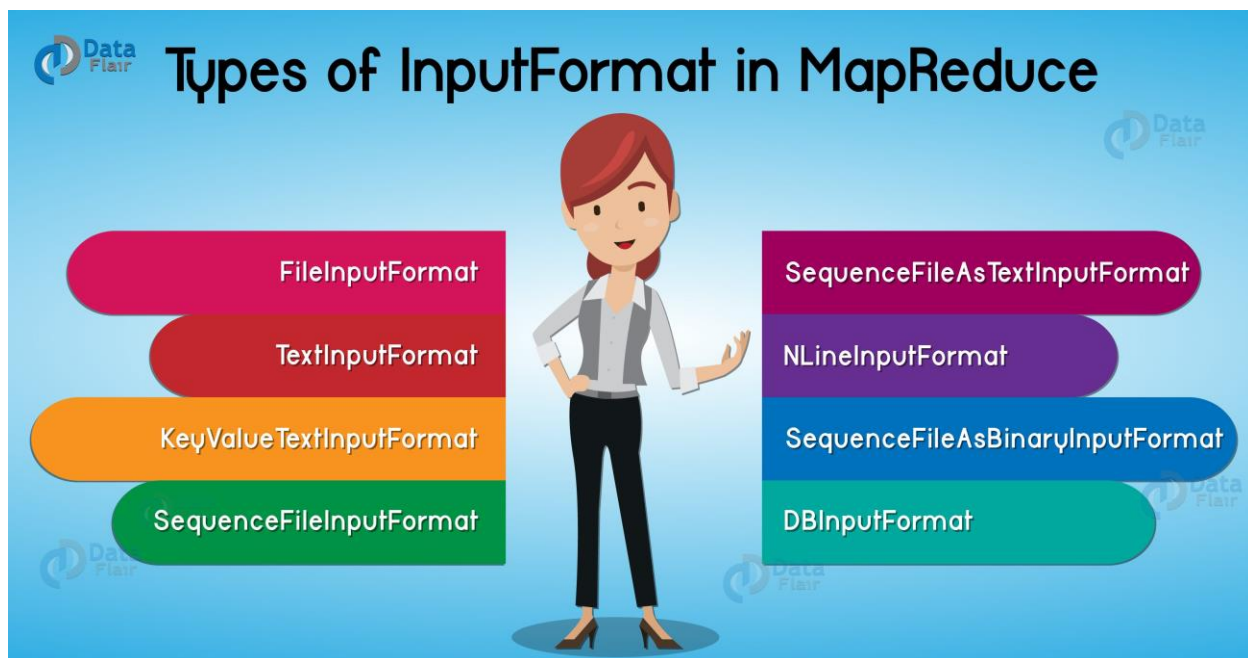 Data
Flair
Types of InputFormat in MapReduce
Data
Flair
FileInputFormat
TextInputFormat
KeyValueTextInputFormat
SequenceFileInputFormat
SequenceFileAsTextInputFormat
NLineInputFormat
SequenceFileAsBinaryInputFormat
DBInputFormat
Data
Flair
Data
Flair
Data
Flair